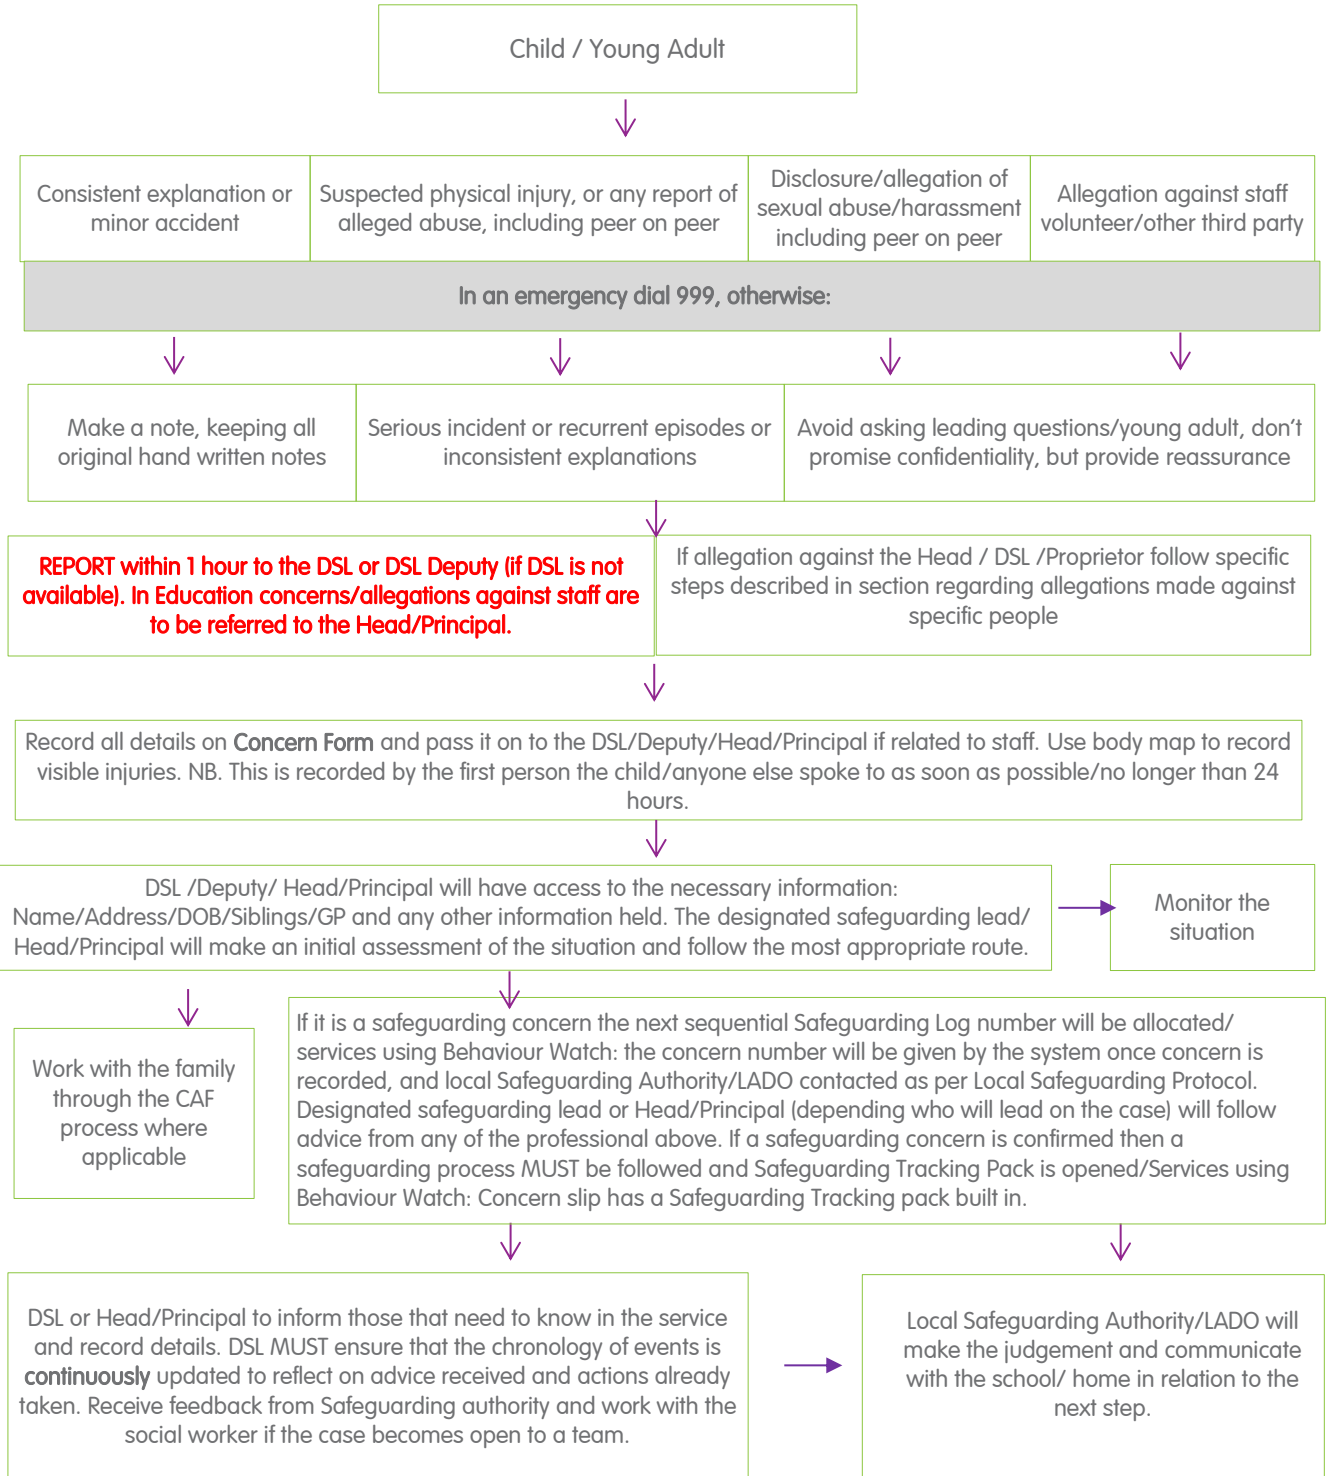 Child / Young Adult
Consistent explanation or
minor accident
Suspected physical injury, or any report of
alleged abuse, including peer on peer
Disclosure/allegation of
sexual abuse/harassment
including peer on peer
Allegation against staff
volunteer/other third party
In an emergency dial 999, otherwise:
Make a note, keeping all
original hand written notes
Serious incident or recurrent episodes or
inconsistent explanations
Avoid asking leading questions/young adult, don't
promise confidentiality, but provide reassurance
REPORT within 1 hour to the DSL or DSL Deputy (if DSL is not
available). In Education concerns/allegations against staff are
to be referred to the Head/Principal.
If allegation against the Head / DSL /Proprietor follow specific
steps described in section regarding allegations made against
specific people
Record all details on Concern Form and pass it on to the DSL/Deputy/Head/Principal if related to staff. Use body map to record
visible injuries. NB. This is recorded by the first person the child/anyone else spoke to as soon as possible/no longer than 24
hours.
DSL /Deputy/ Head/Principal will have access to the necessary information:
Name/Address/DOB/Siblings/GP and any other information held. The designated safeguarding lead/
Head/Principal will make an initial assessment of the situation and follow the most appropriate route.
Monitor the
situation
Work with the family
through the CAF
process where
applicable
If it is a safeguarding concern the next sequential Safeguarding Log number will be allocated/
services using Behaviour Watch: the concern number will be given by the system once concern is
recorded, and local Safeguarding Authority/LADO contacted as per Local Safeguarding Protocol.
Designated safeguarding lead or Head/Principal (depending who will lead on the case) will follow
advice from any of the professional above. If a safeguarding concern is confirmed then a
safeguarding process MUST be followed and Safeguarding Tracking Pack is opened/Services using
Behaviour Watch: Concern slip has a Safeguarding Tracking pack built in.
DSL or Head/Principal to inform those that need to know in the service
and record details. DSL MUST ensure that the chronology of events is
continuously updated to reflect on advice received and actions already
taken. Receive feedback from Safeguarding authority and work with the
social worker if the case becomes open to a team.
Local Safeguarding Authority/LADO will
make the judgement and communicate
with the school/ home in relation to the
next step.